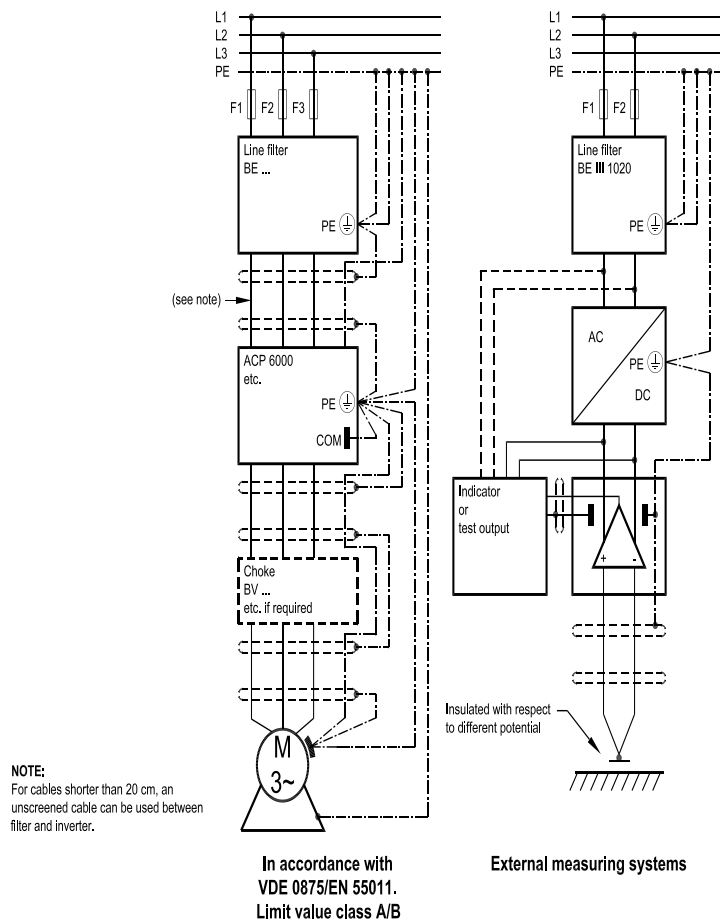 L1
L2
L3
PE
F1 F2 F3
Line filter
BE ...
PE
(see note)
ACP 6000
etc.
PE
COM
Choke
BV ...
etc. if required
M
3~
NOTE:
For cables shorter than 20 cm, an
unscreened cable can be used between
filter and inverter.
In accordance with
VDE 0875/EN 55011.
Limit value class A/B
L1
L2
L3
PE
F1 F2
Line filter
BE III 1020
PE
AC
PE
DC
Indicator
or
test output
+ -
Insulated with respect
to different potential
External measuring systems